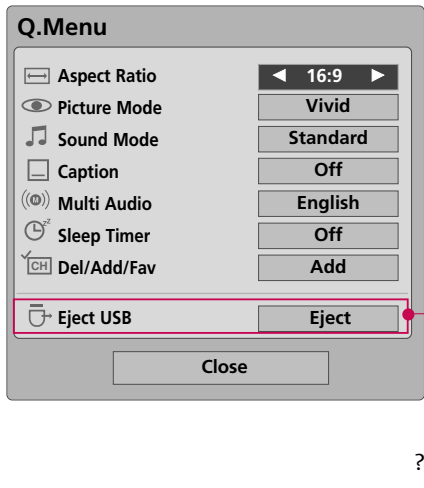 Q.Menu
Aspect Ratio ◄ 16:9 ►
Picture Mode Vivid
Sound Mode Standard
Caption Off
Multi Audio English
Sleep Timer Off
CH Del/Add/Fav Add
Eject USB Eject
Close
?